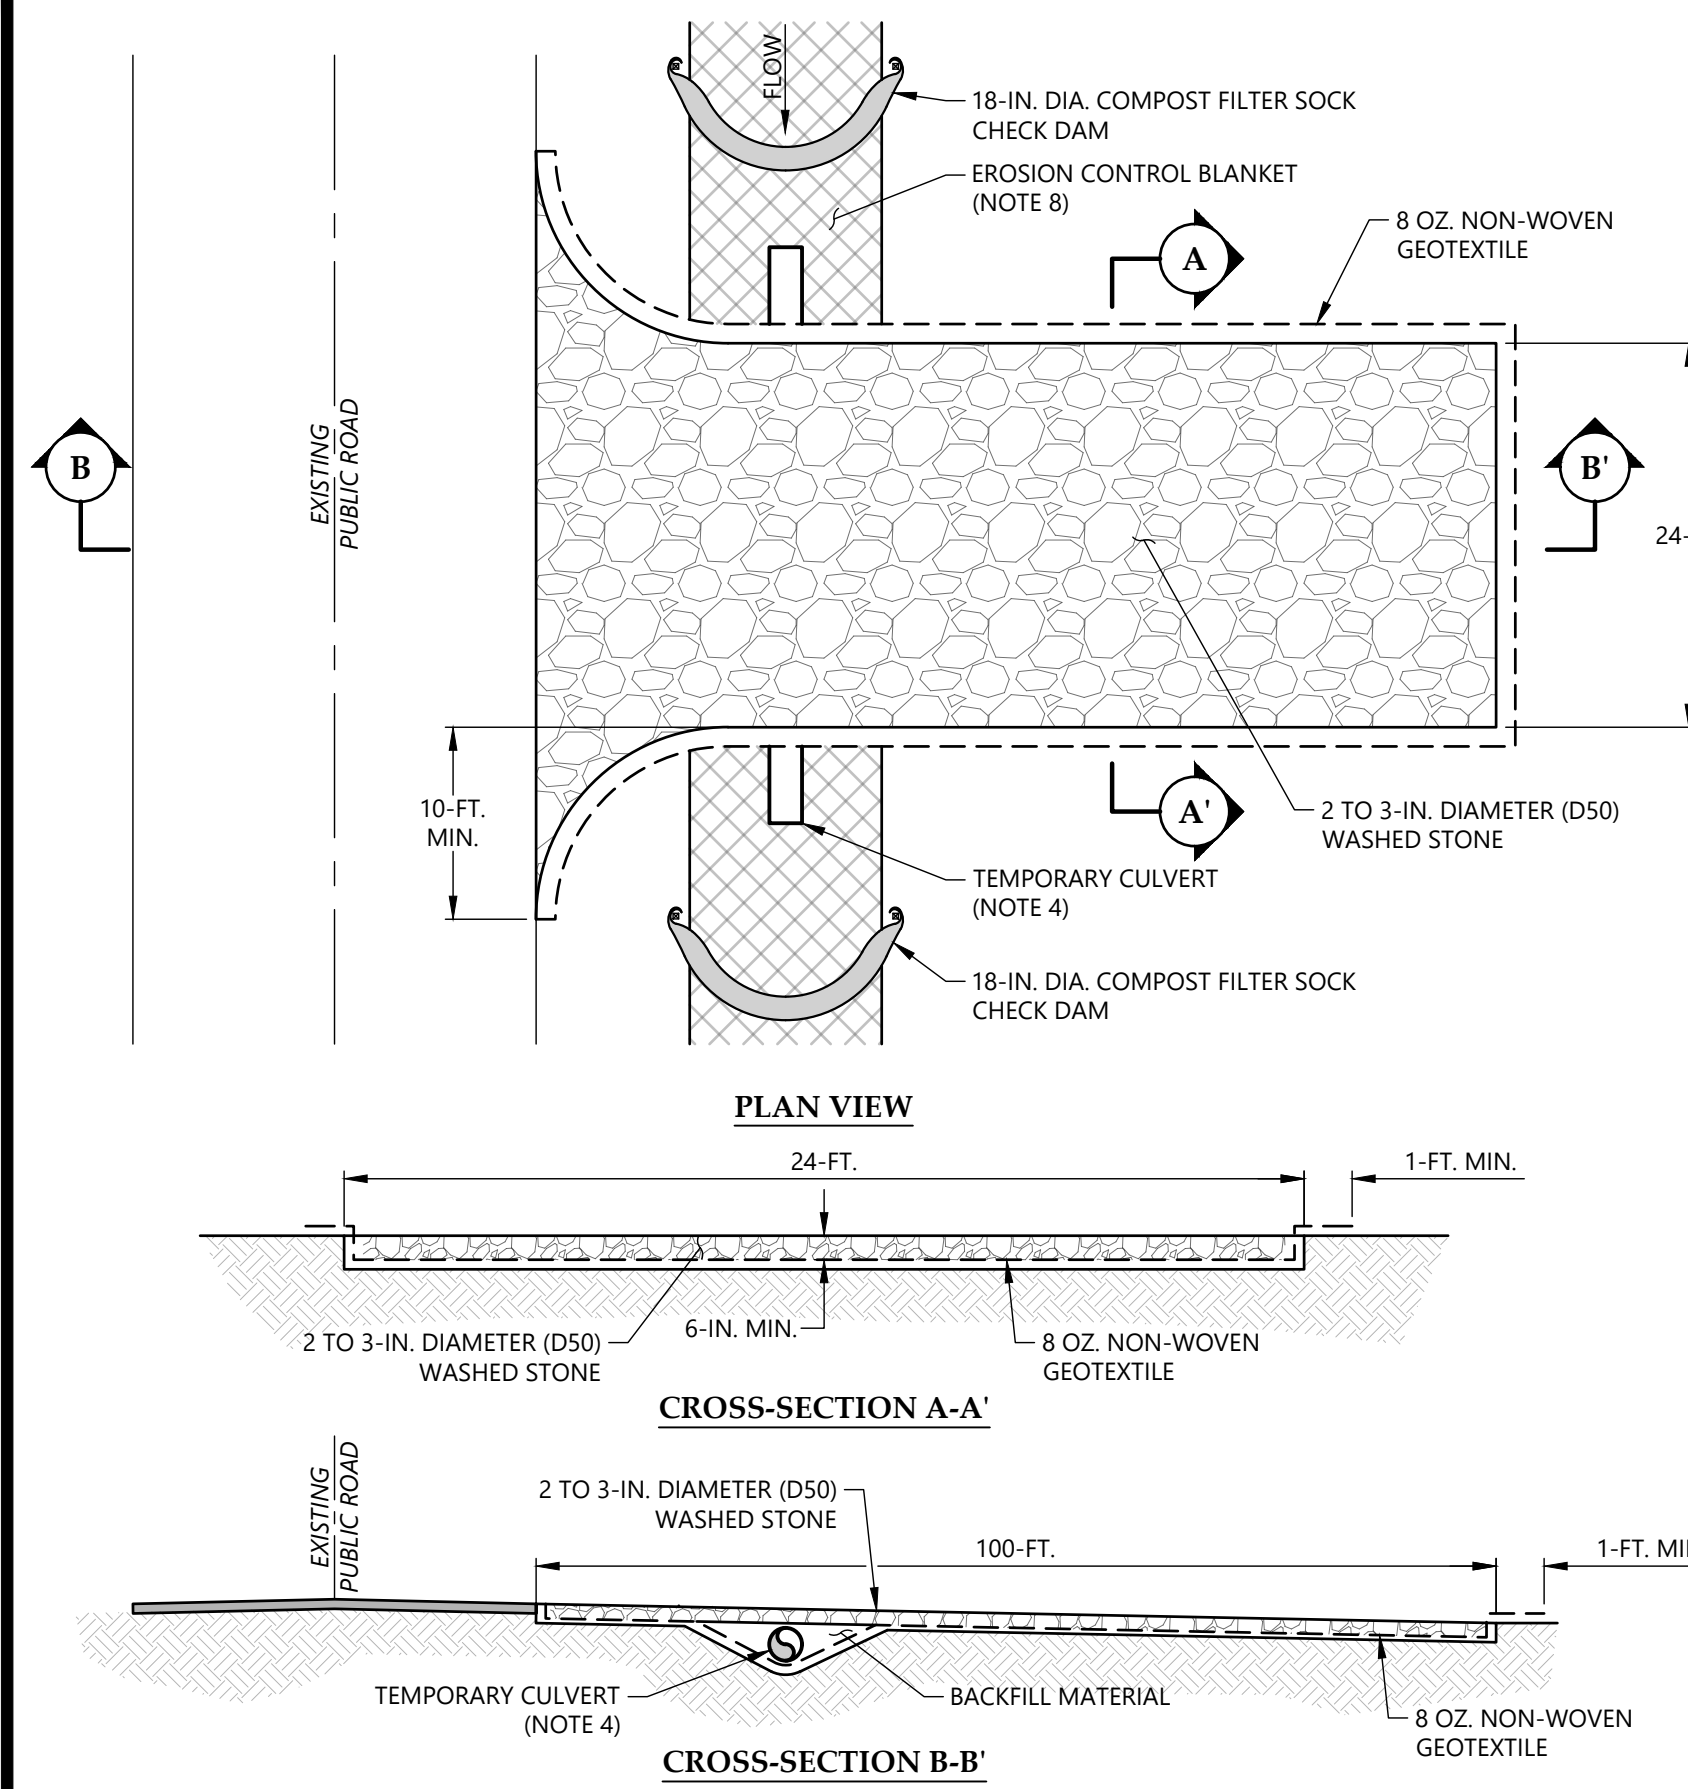 FLOW
18-IN. DIA. COMPOST FILTER SOCK
CHECK DAM
EROSION CONTROL BLANKET
(NOTE 8)
8 OZ. NON-WOVEN
GEOTEXTILE
A
B
EXISTING
PUBLIC ROAD
B'
24-
10-FT.
MIN.
A'
2 TO 3-IN. DIAMETER (D50)
WASHED STONE
TEMPORARY CULVERT
(NOTE 4)
18-IN. DIA. COMPOST FILTER SOCK
CHECK DAM
PLAN VIEW
24-FT.
1-FT. MIN.
2 TO 3-IN. DIAMETER (D50)
WASHED STONE
6-IN. MIN.
8 OZ. NON-WOVEN
GEOTEXTILE
CROSS-SECTION A-A'
EXISTING
PUBLIC ROAD
2 TO 3-IN. DIAMETER (D50)
WASHED STONE
100-FT.
1-FT. MI
TEMPORARY CULVERT
(NOTE 4)
BACKFILL MATERIAL
8 OZ. NON-WOVEN
GEOTEXTILE
CROSS-SECTION B-B'